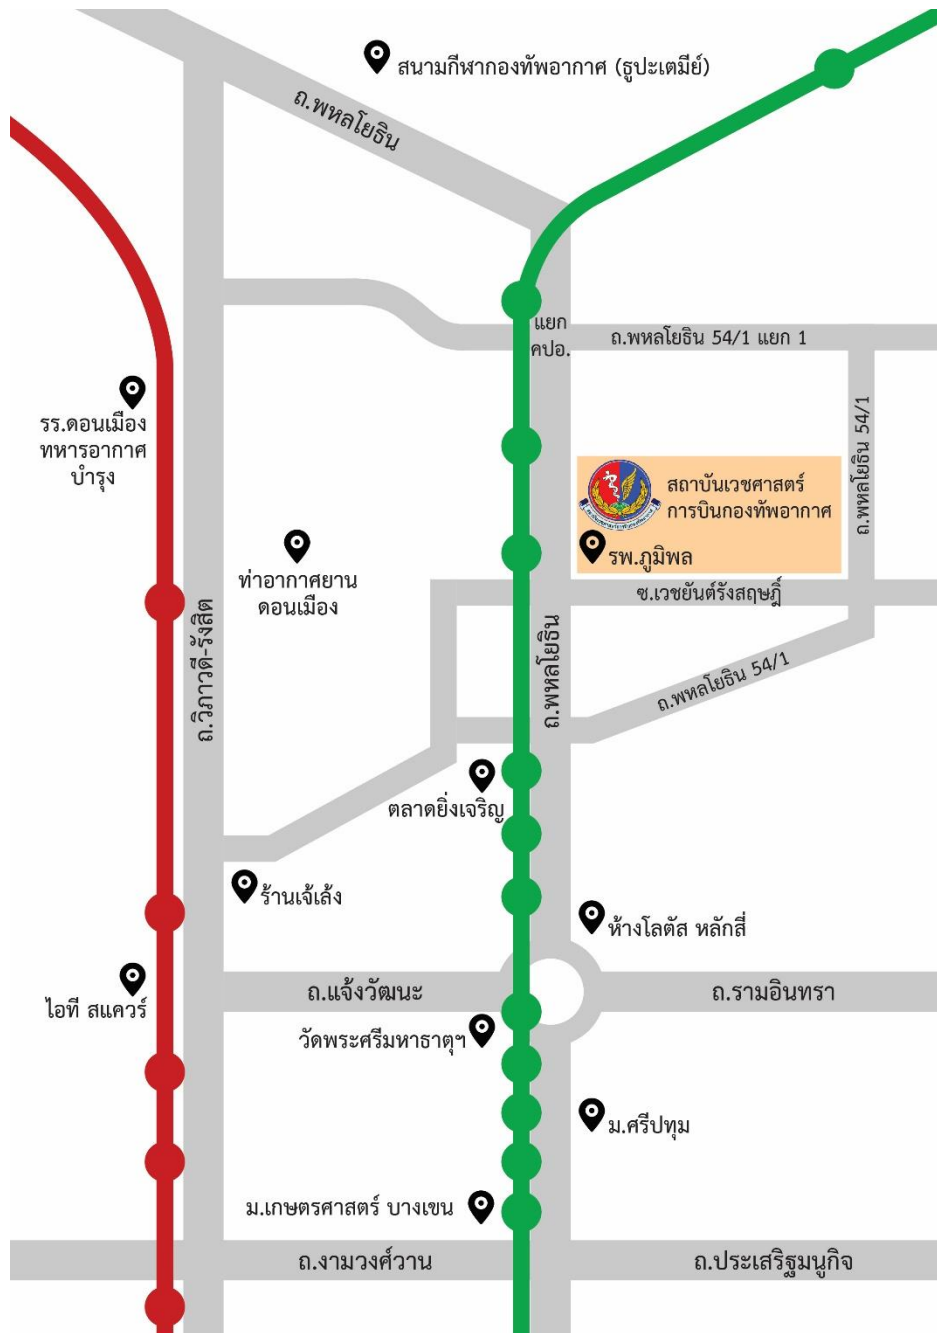 สนามกีฬากองทัพอากาศ (ธูปะเตมีย์)
ถ.พหลโยธิน
แยก
คปอ.
ถ.พหลโยธิน 54/1 แยก 1
รร.ดอนเมือง
ทหารอากาศ
บำรุง
ถ.พหลโยธิน 54/1
สถาบันเวชศาสตร์
การบินกองทัพอากาศ
รพ.ภูมิพล
ท่าอากาศยาน
ดอนเมือง
ซ.เวชยันต์รังสฤษฎิ์
ถ.วิภาวดี-รังสิต
ถ.พหลโยธิน
ถ.พหลโยธิน 54/1
ตลาดยิ่งเจริญ
ร้านเจ้เล้ง
ห้างโลตัส หลักสี่
ไอที สแควร์
ถ.แจ้งวัฒนะ
ถ.รามอินทรา
วัดพระศรีมหาธาตุฯ
ม.ศรีปทุม
ม.เกษตรศาสตร์ บางเขน
ถ.งามวงศ์วาน
ถ.ประเสริฐมนูกิจ